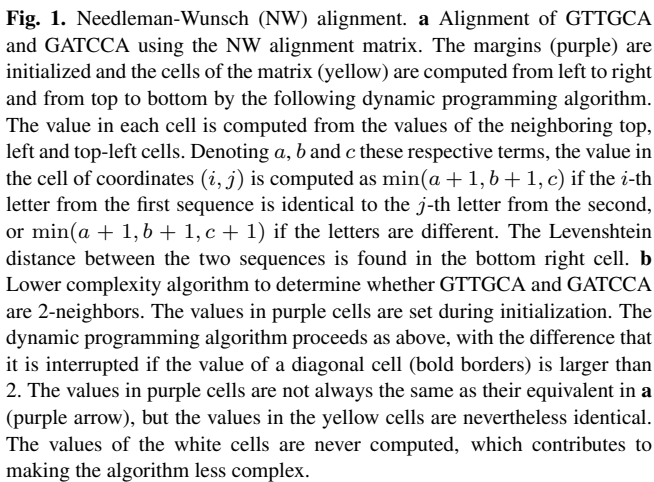 Fig. 1. Needleman-Wunsch (NW) alignment. a Alignment of GTTGCA
and GATCCA using the NW alignment matrix. The margins (purple) are
initialized and the cells of the matrix (yellow) are computed from left to right
and from top to bottom by the following dynamic programming algorithm.
The value in each cell is computed from the values of the neighboring top,
left and top-left cells. Denoting a, b and c these respective terms, the value in
the cell of coordinates (i, j) is computed as min(a + 1, b + 1, c) if the i-th
letter from the first sequence is identical to the j-th letter from the second,
or min(a + 1, b + 1, c + 1) if the letters are different. The Levenshtein
distance between the two sequences is found in the bottom right cell. b
Lower complexity algorithm to determine whether GTTGCA and GATCCA
are 2-neighbors. The values in purple cells are set during initialization. The
dynamic programming algorithm proceeds as above, with the difference that
it is interrupted if the value of a diagonal cell (bold borders) is larger than
2. The values in purple cells are not always the same as their equivalent in a
(purple arrow), but the values in the yellow cells are nevertheless identical.
The values of the white cells are never computed, which contributes to
making the algorithm less complex.